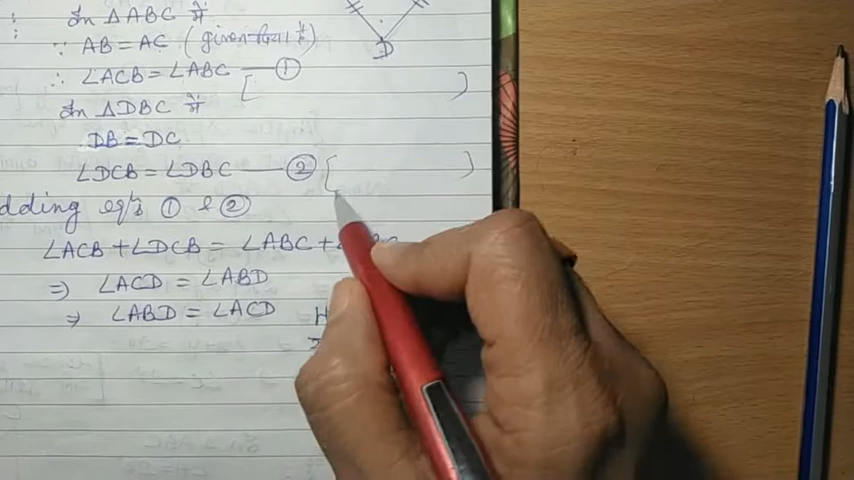 In △ABC में
∵ AB = AC (given दिया है)
∴ ∠ACB = ∠ABC — ① [ )
In △DBC में
DB = DC
∠DCB = ∠DBC — ② [ )
dding eq's ① & ②
∠ACB + ∠DCB = ∠ABC + ∠DBC
⇒ ∠ACD = ∠ABD
⇒ ∠ABD = ∠ACD H
D